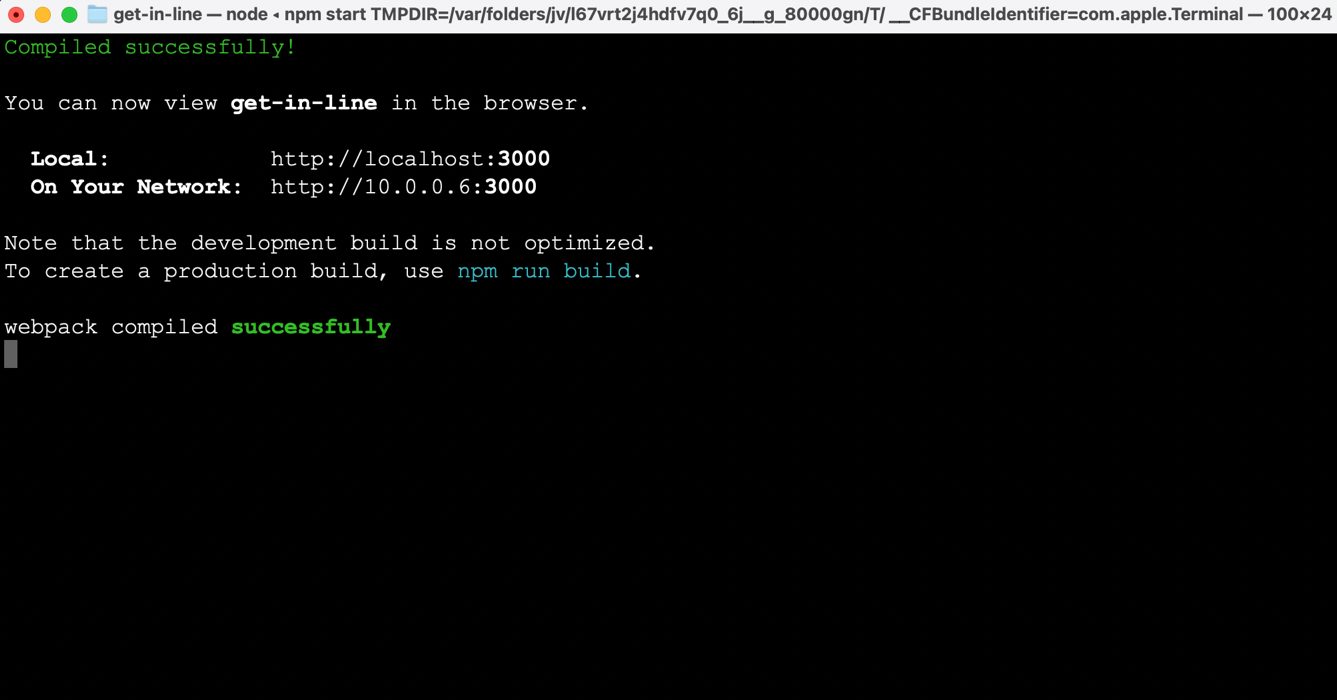 get-in-line — node ◂ npm start TMPDIR=/var/folders/jv/l67vrt2j4hdfv7q0_6j__g_80000gn/T/ __CFBundleIdentifier=com.apple.Terminal — 100×24
Compiled successfully!
You can now view get-in-line in the browser.
Local: http://localhost:3000
On Your Network: http://10.0.0.6:3000
Note that the development build is not optimized.
To create a production build, use npm run build.
webpack compiled successfully